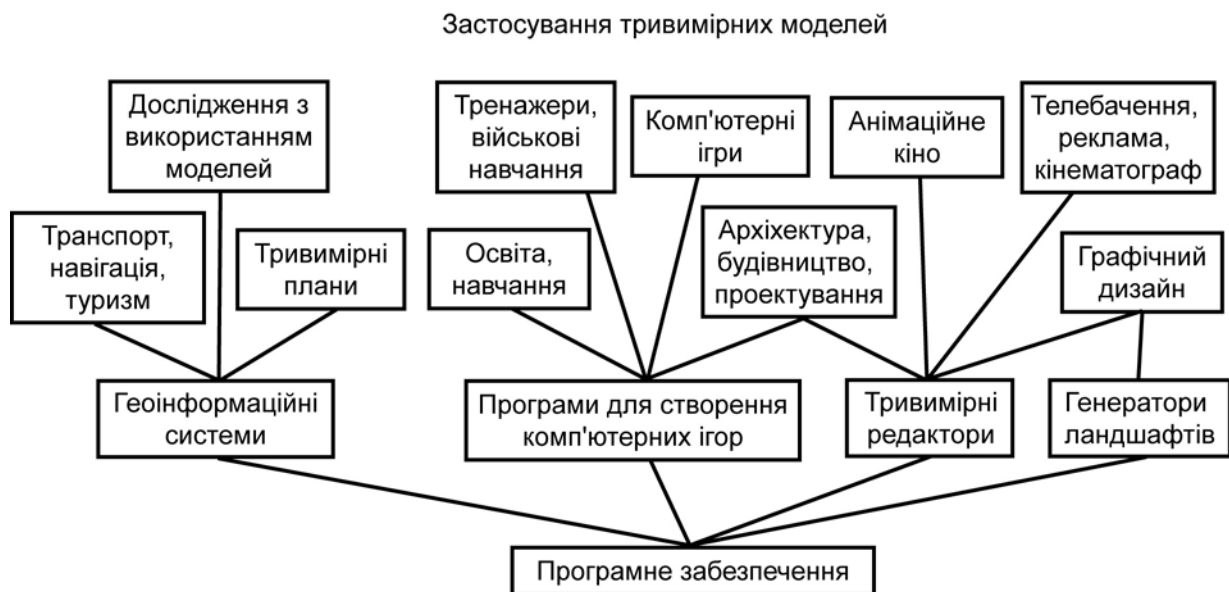 Застосування тривимірних моделей
Дослідження з
використанням
моделей
Тренажери,
військові
навчання
Комп'ютерні
ігри
Анімаційне
кіно
Телебачення,
реклама,
кінематограф
Транспорт,
навігація,
туризм
Тривимірні
плани
Освіта,
навчання
Архіхектура,
будівництво,
проектування
Графічний
дизайн
Геоінформаційні
системи
Програми для створення
комп'ютерних ігор
Тривимірні
редактори
Генератори
ландшафтів
Програмне забезпечення